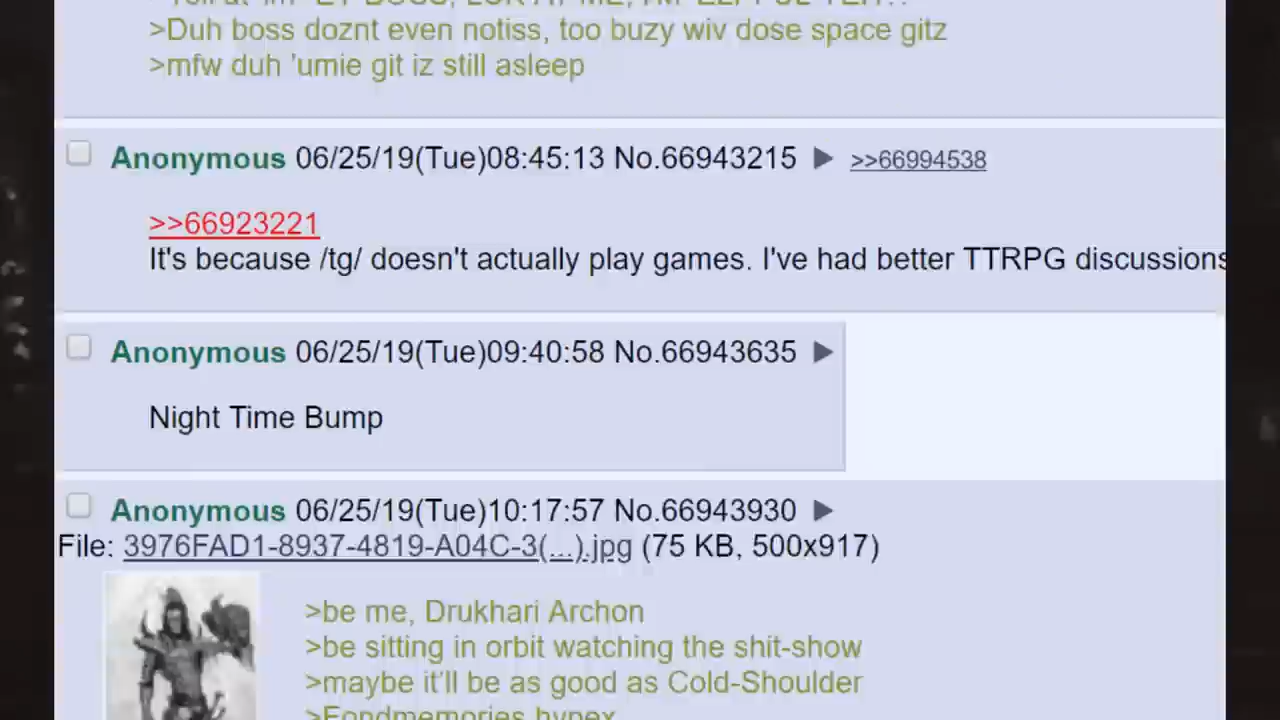 >Duh boss doznt even notiss, too buzy wiv dose space gitz
>mfw duh 'umie git iz still asleep
Anonymous 06/25/19(Tue)08:45:13 No.66943215 ▶ >>66994538
>>66923221
It's because /tg/ doesn't actually play games. I've had better TTRPG discussions
Anonymous 06/25/19(Tue)09:40:58 No.66943635 ▶
Night Time Bump
Anonymous 06/25/19(Tue)10:17:57 No.66943930 ▶
File: 3976FAD1-8937-4819-A04C-3(...).jpg (75 KB, 500x917)
>be me, Drukhari Archon
>be sitting in orbit watching the shit-show
>maybe it'll be as good as Cold-Shoulder
>Fondmemories.hypex